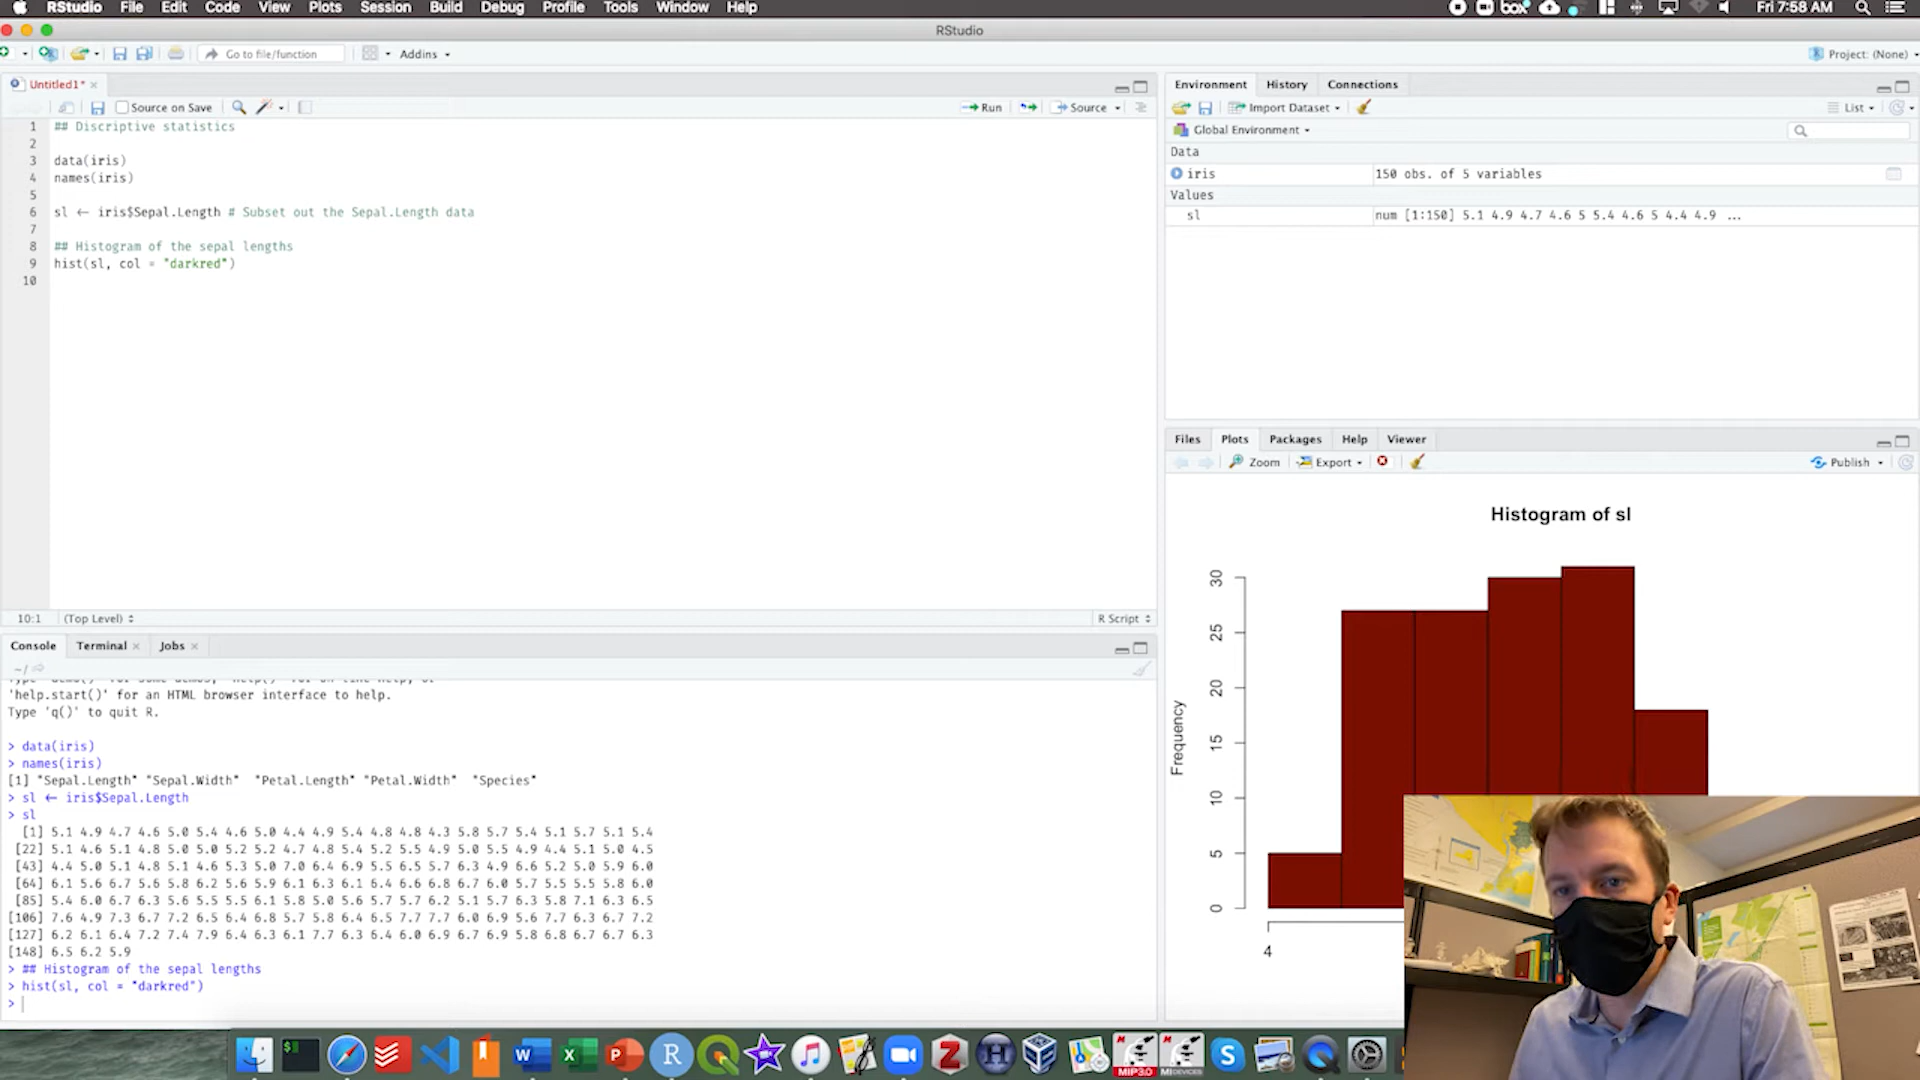 RStudio File Edit Code View Plots Session Build Debug Profile Tools Window Help
box Fri 7:58 AM
RStudio
Go to file/function Addins
Project: (None)
Untitled1*
Source on Save Run Source
1 ## Discriptive statistics
2
3 data(iris)
4 names(iris)
5
6 sl <- iris$Sepal.Length # Subset out the Sepal.Length data
7
8 ## Histogram of the sepal lengths
9 hist(sl, col = "darkred")
10
10:1 (Top Level) R Script
Console Terminal Jobs
~/
'help.start()' for an HTML browser interface to help.
Type 'q()' to quit R.
> data(iris)
> names(iris)
[1] "Sepal.Length" "Sepal.Width" "Petal.Length" "Petal.Width" "Species"
> sl <- iris$Sepal.Length
> sl
[1] 5.1 4.9 4.7 4.6 5.0 5.4 4.6 5.0 4.4 4.9 5.4 4.8 4.8 4.3 5.8 5.7 5.4 5.1 5.7 5.1 5.4
[22] 5.1 4.6 5.1 4.8 5.0 5.0 5.2 5.2 4.7 4.8 5.4 5.2 5.5 4.9 5.0 5.5 4.9 4.4 5.1 5.0 4.5
[43] 4.4 5.0 5.1 4.8 5.1 4.6 5.3 5.0 7.0 6.4 6.9 5.5 6.5 5.7 6.3 4.9 6.6 5.2 5.0 5.9 6.0
[64] 6.1 5.6 6.7 5.6 5.8 6.2 5.6 5.9 6.1 6.3 6.1 6.4 6.6 6.8 6.7 6.0 5.7 5.5 5.5 5.8 6.0
[85] 5.4 6.0 6.7 6.3 5.6 5.5 5.5 6.1 5.8 5.0 5.6 5.7 5.7 6.2 5.1 5.7 6.3 5.8 7.1 6.3 6.5
[106] 7.6 4.9 7.3 6.7 7.2 6.5 6.4 6.8 5.7 5.8 6.4 6.5 7.7 7.7 6.0 6.9 5.6 7.7 6.3 6.7 7.2
[127] 6.2 6.1 6.4 7.2 7.4 7.9 6.4 6.3 6.1 7.7 6.3 6.4 6.0 6.9 6.7 6.9 5.8 6.8 6.7 6.7 6.3
[148] 6.5 6.2 5.9
> ## Histogram of the sepal lengths
> hist(sl, col = "darkred")
>
Environment History Connections
Import Dataset List
Global Environment
Data
iris 150 obs. of 5 variables
Values
sl num [1:150] 5.1 4.9 4.7 4.6 5 5.4 4.6 5 4.4 4.9 ...
Files Plots Packages Help Viewer
Zoom Export Publish
Histogram of sl
Frequency
30
25
20
15
10
5
0
4
MIP3.0
MIDEVICES